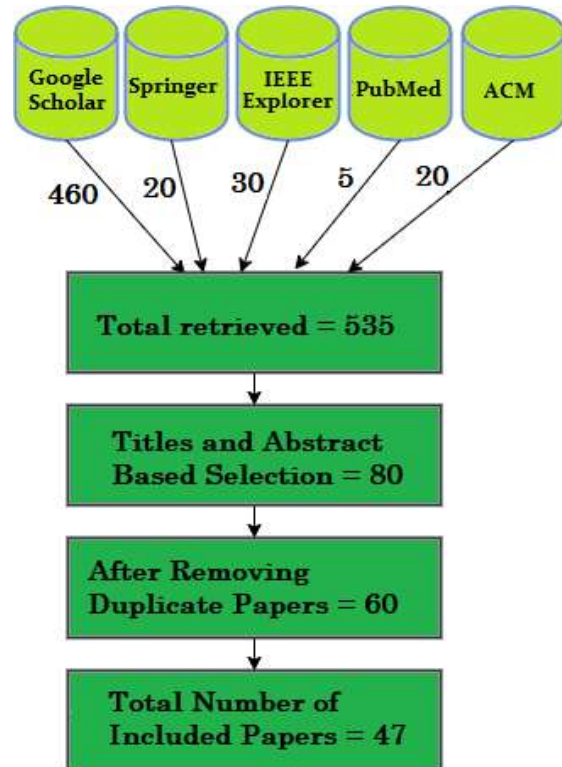 Google
Scholar
Springer
IEEE
Explorer
PubMed
ACM
460
20
30
5
20
Total retrieved = 535
Titles and Abstract
Based Selection = 80
After Removing
Duplicate Papers = 60
Total Number of
Included Papers = 47